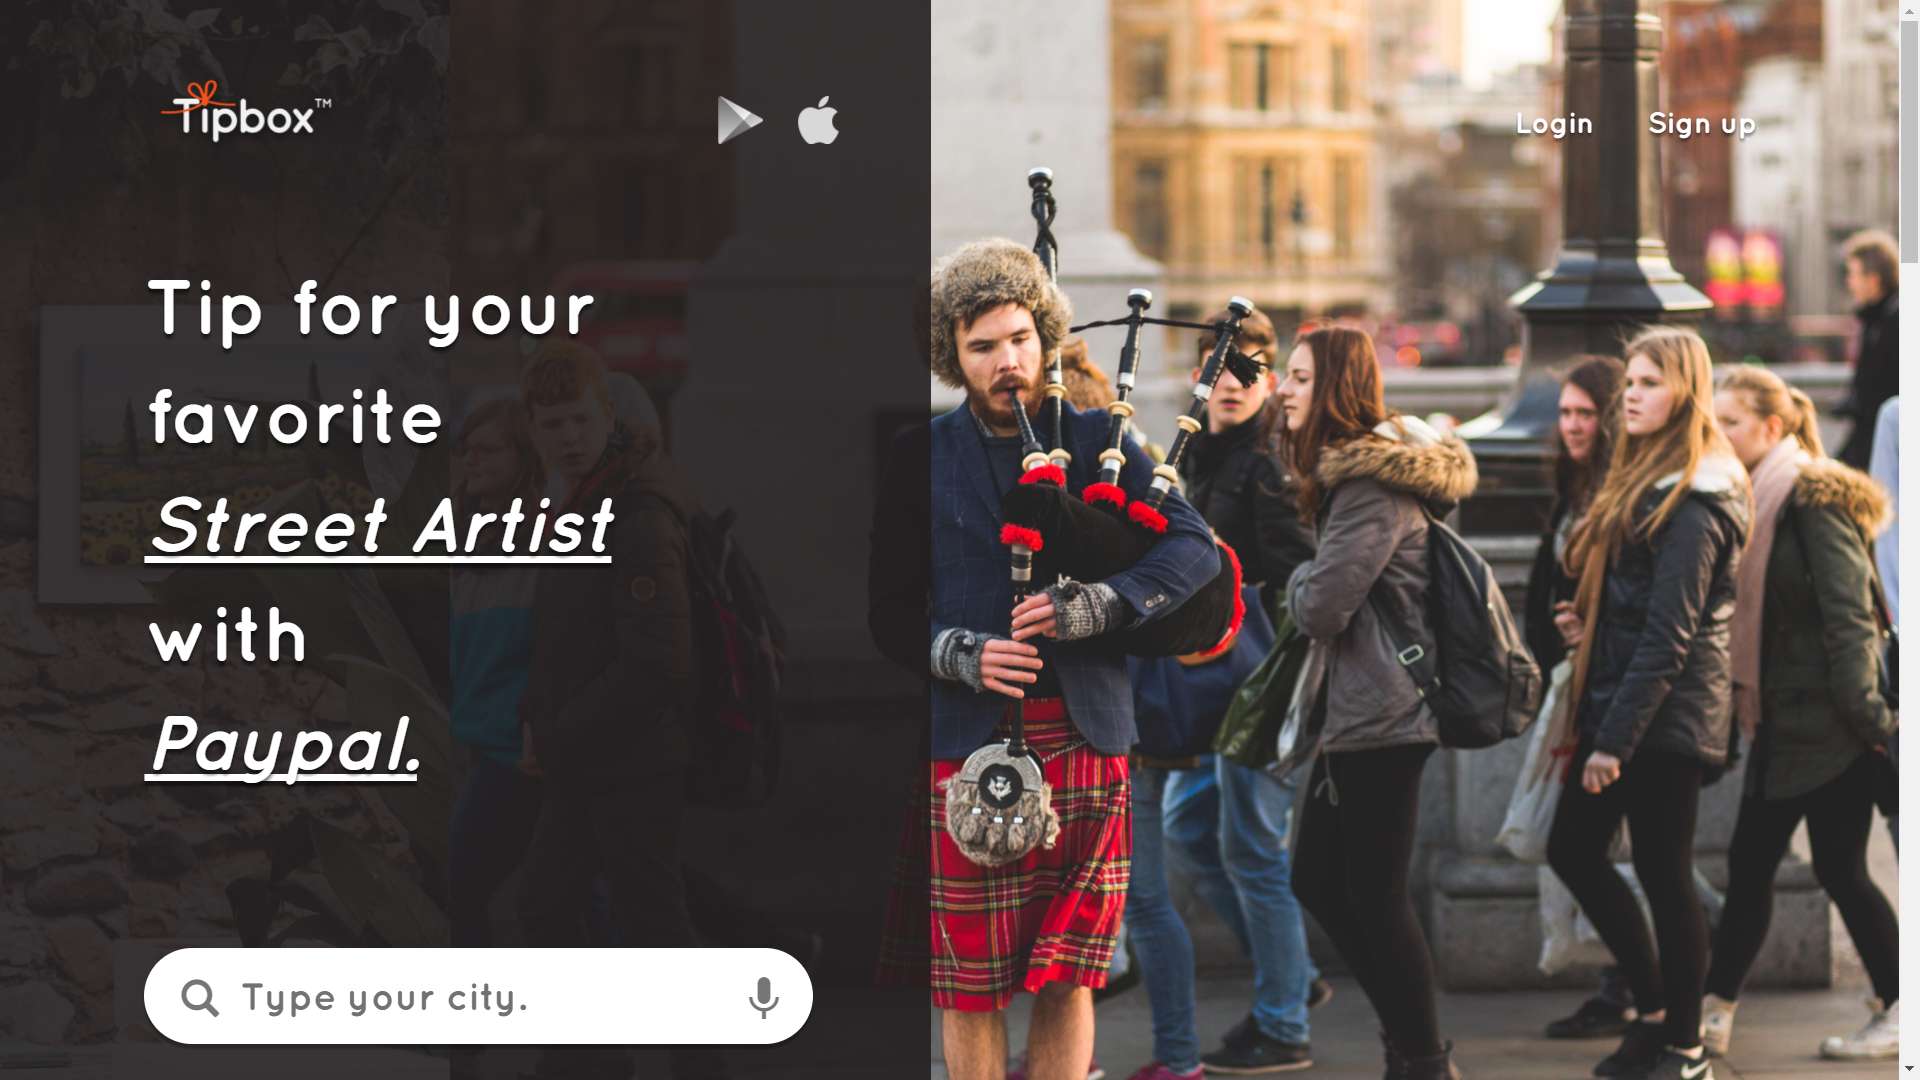 Tipbox™
Login
Sign up
Tip for your
favorite
Street Artist
with
Paypal.
Type your city.